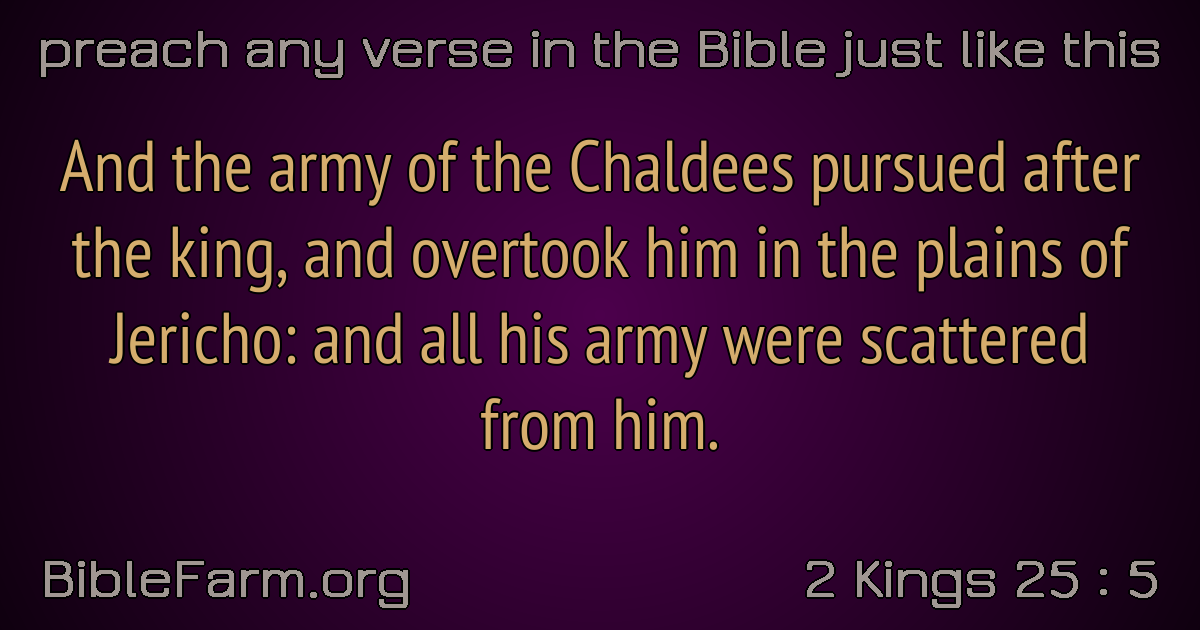 preach any verse in the Bible just like this
And the army of the Chaldees pursued after
the king, and overtook him in the plains of
Jericho: and all his army were scattered
from him.
BibleFarm.org
2 Kings 25 : 5